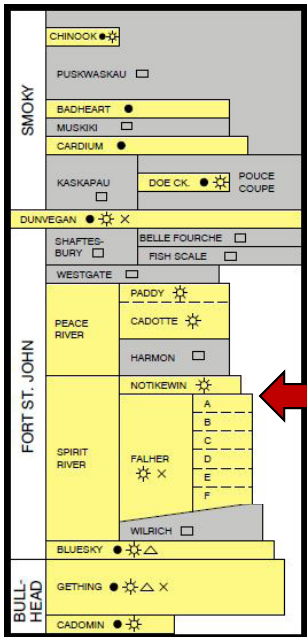 SMOKY
CHINOOK
PUSKWASKAU
BADHEART
MUSKIKI
CARDIUM
KASKAPAU
DOE CK.
POUCE
COUPE
DUNVEGAN
FORT ST. JOHN
SHAFTES-
BURY
BELLE FOURCHE
FISH SCALE
WESTGATE
PEACE
RIVER
PADDY
CADOTTE
HARMON
SPIRIT
RIVER
NOTIKEWIN
FALHER
A
B
C
D
E
F
WILRICH
BLUESKY
BULL-
HEAD
GETHING
CADOMIN